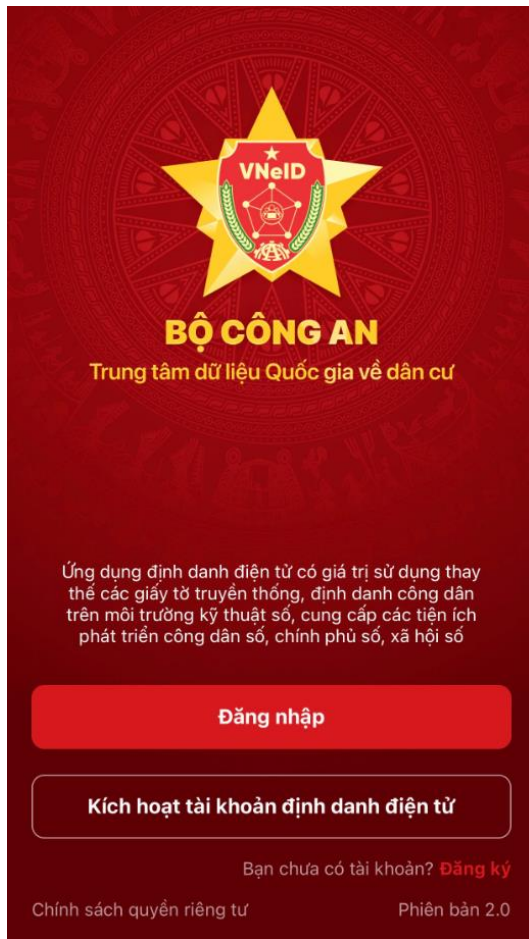 VNeID
BỘ CÔNG AN
Trung tâm dữ liệu Quốc gia về dân cư
Ứng dụng định danh điện tử có giá trị sử dụng thay
thế các giấy tờ truyền thống, định danh công dân
trên môi trường kỹ thuật số, cung cấp các tiện ích
phát triển công dân số, chính phủ số, xã hội số
Đăng nhập
Kích hoạt tài khoản định danh điện tử
Bạn chưa có tài khoản? Đăng ký
Chính sách quyền riêng tư
Phiên bản 2.0